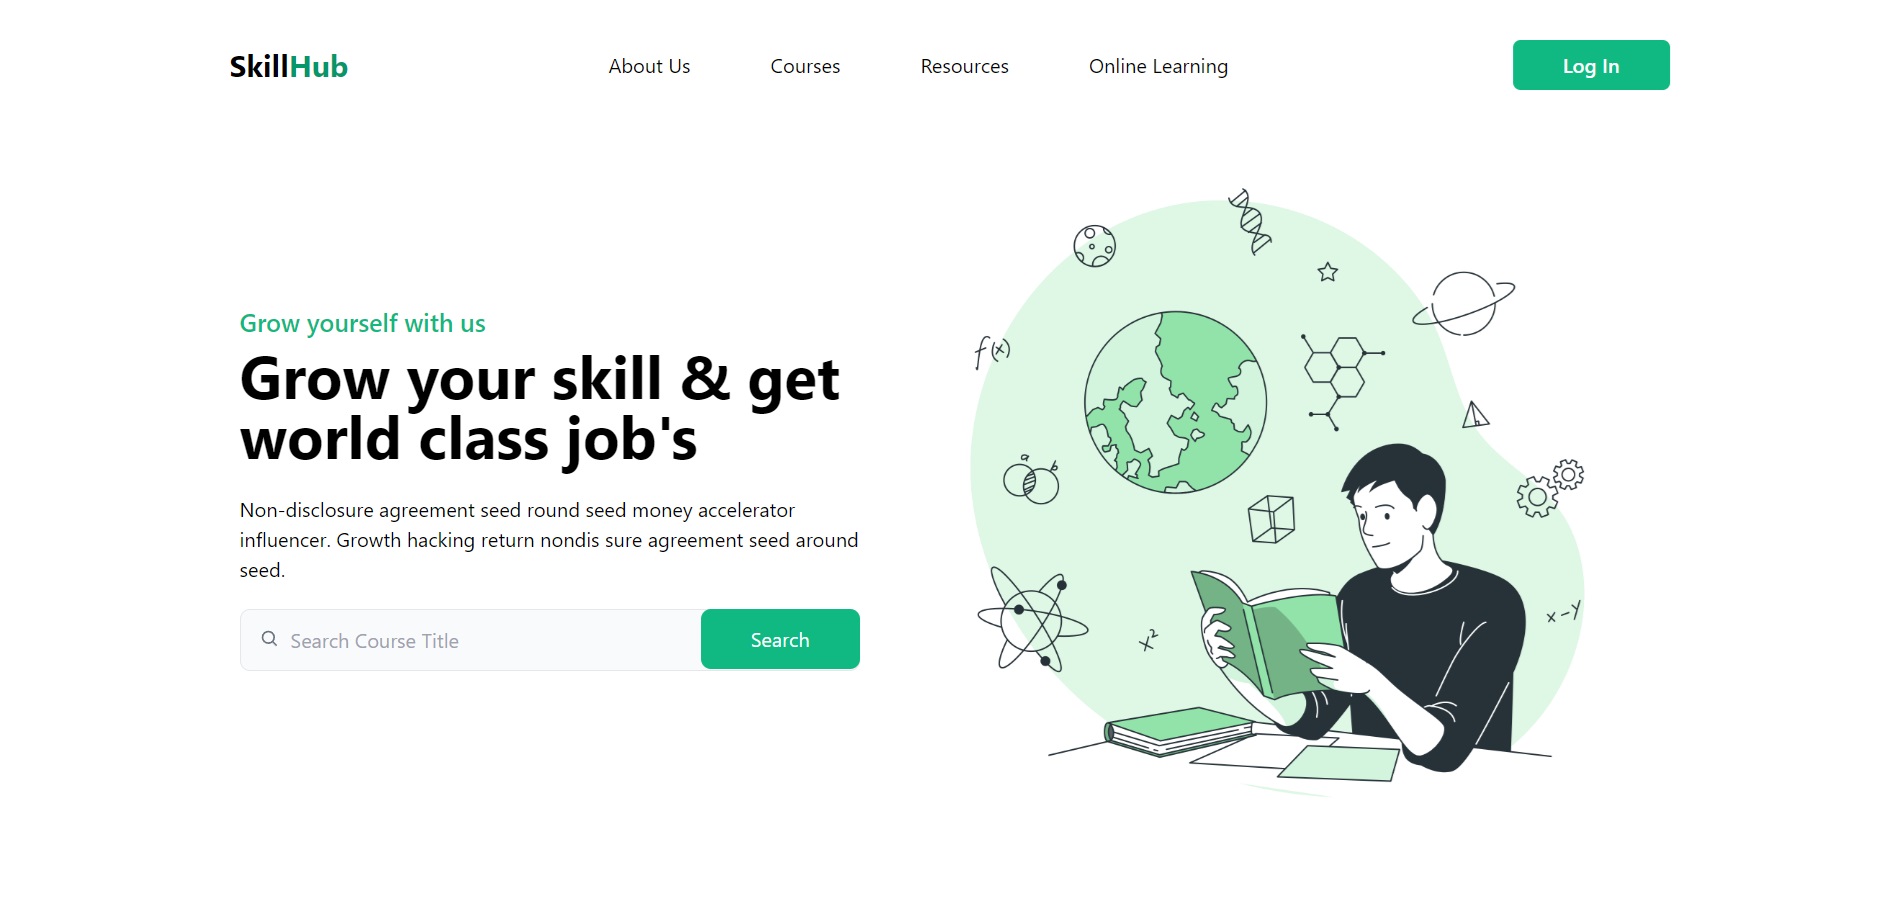 SkillHub
About Us
Courses
Resources
Online Learning
Log In
Grow yourself with us
Grow your skill & get
world class job's
Non-disclosure agreement seed round seed money accelerator
influencer. Growth hacking return nondis sure agreement seed around
seed.
Search Course Title
Search
f(x)
a
b
x²
x-y